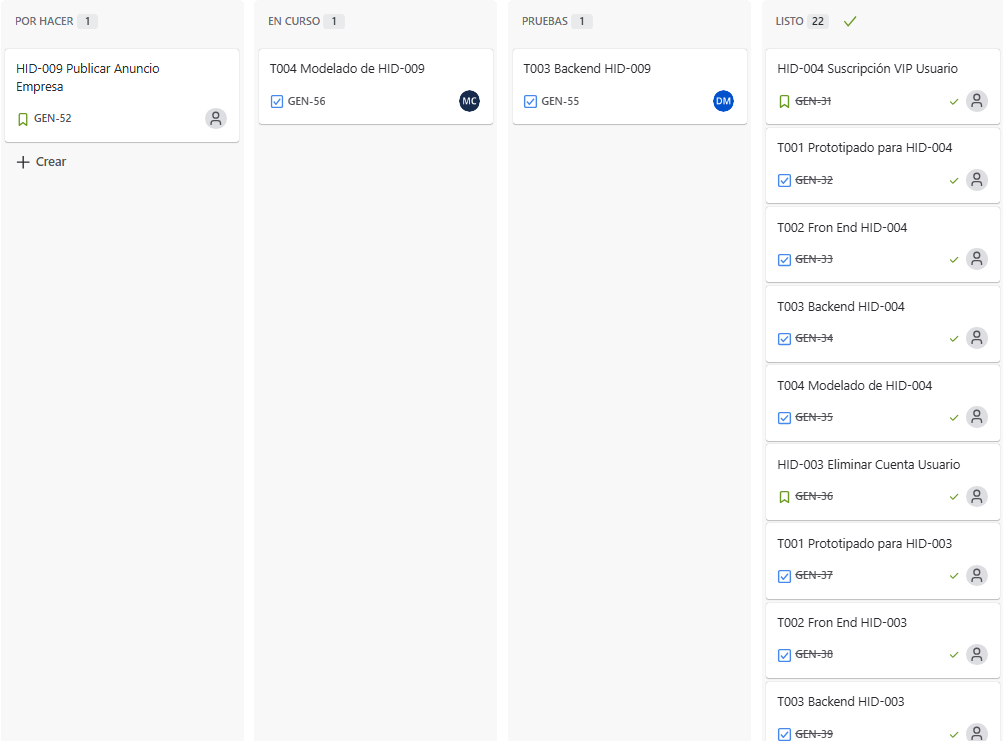 POR HACER 1
HID-009 Publicar Anuncio
Empresa
GEN-52
Crear
EN CURSO 1
T004 Modelado de HID-009
GEN-56 MC
PRUEBAS 1
T003 Backend HID-009
GEN-55 DM
LISTO 22
HID-004 Suscripción VIP Usuario
GEN-31
T001 Prototipado para HID-004
GEN-32
T002 Fron End HID-004
GEN-33
T003 Backend HID-004
GEN-34
T004 Modelado de HID-004
GEN-35
HID-003 Eliminar Cuenta Usuario
GEN-36
T001 Prototipado para HID-003
GEN-37
T002 Fron End HID-003
GEN-38
T003 Backend HID-003
GEN-39